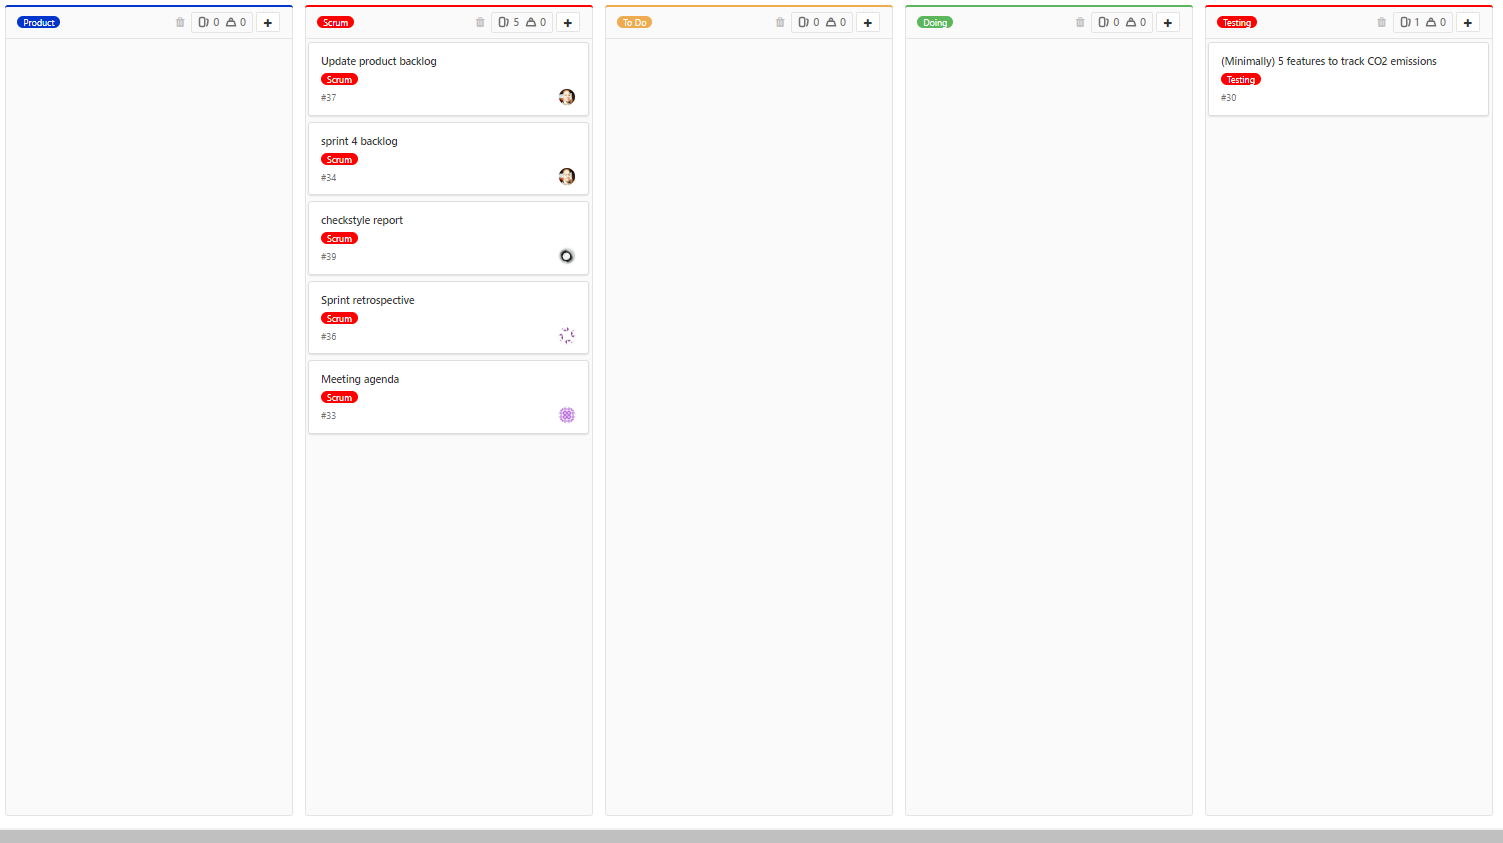 Product 0 0 +
Scrum 5 0 +
Update product backlog
Scrum
#37
sprint 4 backlog
Scrum
#34
checkstyle report
Scrum
#39
Sprint retrospective
Scrum
#36
Meeting agenda
Scrum
#33
To Do 0 0 +
Doing 0 0 +
Testing 1 0 +
(Minimally) 5 features to track CO2 emissions
Testing
#30